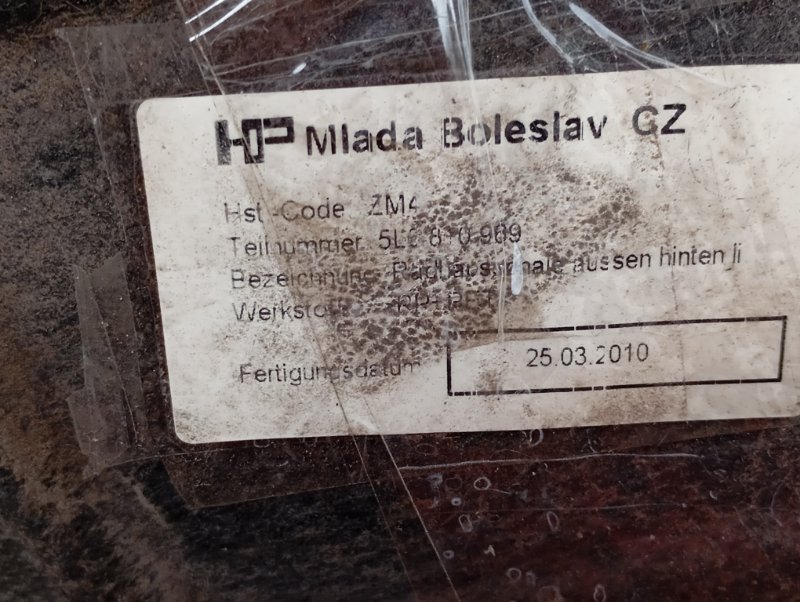 HP Mlada Boleslav CZ
Hst.-Code ZM4
Teilnummer 5L0 810 969
Bezeichnung Radhausschale aussen hinten li
Werkstoff
Fertigungsdatum 25.03.2010